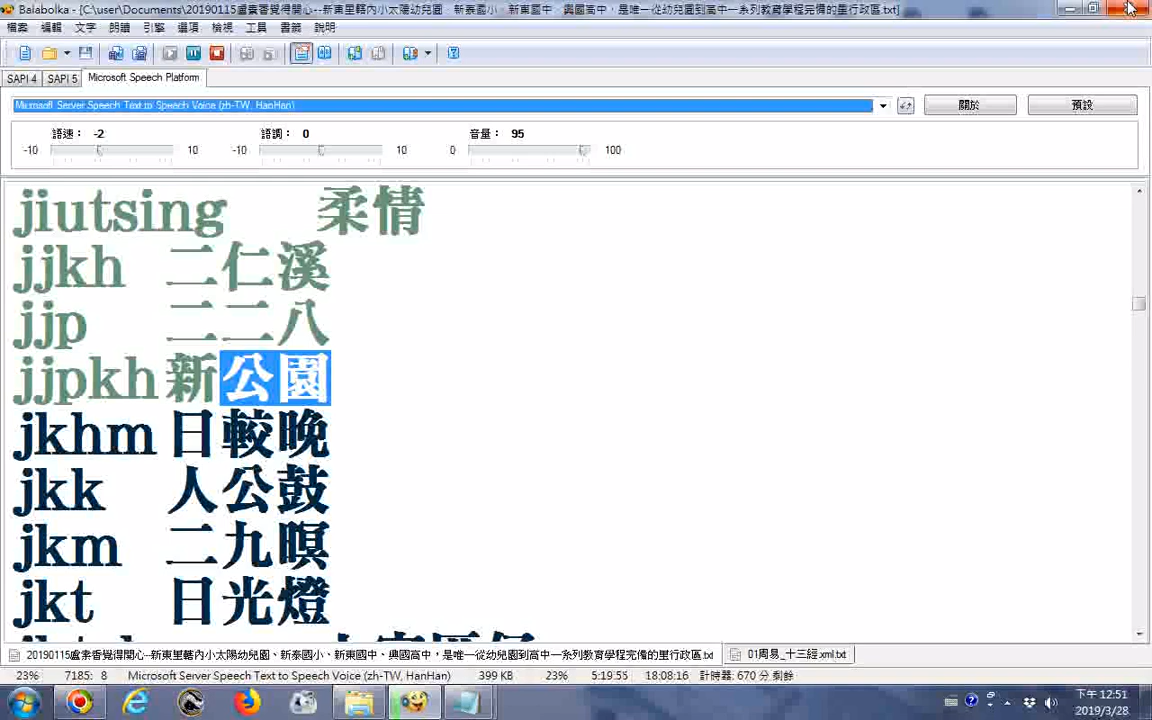 Balabolka - [C:\user\Documents\20190115盧素香覺得開心--新東里轄內小太陽幼兒園、新泰國小、新東國中、興國高中，是唯一從幼兒園到高中一系列教育學程完備的里行政區.txt]
檔案 編輯 文字 朗讀 引擎 選項 檢視 工具 書籤 說明
SAPI 4 SAPI 5 Microsoft Speech Platform
Microsoft Server Speech Text to Speech Voice (zh-TW, HanHan) 關於 預設
語速： -2 語調： 0 音量： 95
-10 10 -10 10 0 100
jiutsing 柔情
jjkh 二仁溪
jjp 二二八
jjpkh 新公園
jkhm 日較晚
jkk 人公鼓
jkm 二九暝
jkt 日光燈
20190115盧素香覺得開心--新東里轄內小太陽幼兒園、新泰國小、新東國中、興國高中，是唯一從幼兒園到高中一系列教育學程完備的里行政區.txt 01周易_十三經.xml.txt
23% 7185: 8 Microsoft Server Speech Text to Speech Voice (zh-TW, HanHan) 399 KB 23% 5:19:55 18:08:16 計時器: 670 分 剩餘
下午 12:51
2019/3/28